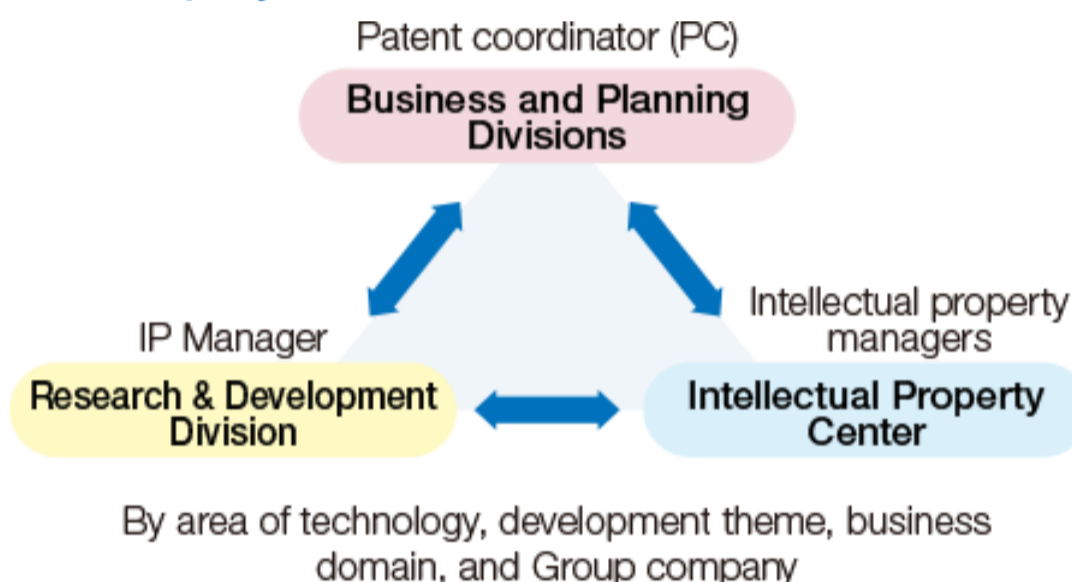 Patent coordinator (PC)
Business and Planning
Divisions
Intellectual property
managers
IP Manager
Research & Development
Division
Intellectual Property
Center
By area of technology, development theme, business
domain, and Group company